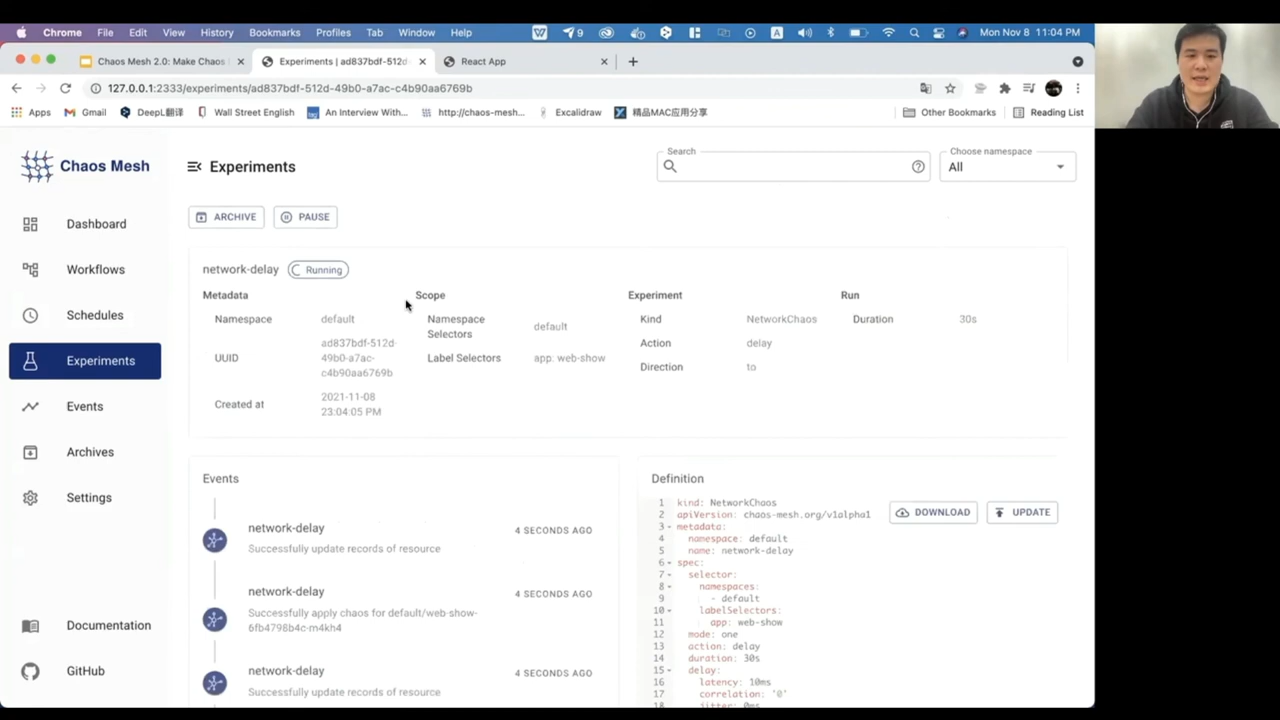 Chrome File Edit View History Bookmarks Profiles Tab Window Help 9 A Mon Nov 8 11:04 PM
Chaos Mesh 2.0: Make Chaos Experiments | ad837bdf-512d- React App
127.0.0.1:2333/experiments/ad837bdf-512d-49b0-a7ac-c4b90aa6769b
Apps Gmail DeepL翻译 Wall Street English An Interview With... http://chaos-mesh... Excalidraw 精品MAC应用分享 Other Bookmarks Reading List
Chaos Mesh
Experiments
Search
Choose namespace
All
Dashboard
Workflows
Schedules
Experiments
Events
Archives
Settings
Documentation
GitHub
ARCHIVE PAUSE
network-delay Running
Metadata
Namespace default
UUID ad837bdf-512d-
49b0-a7ac-
c4b90aa6769b
Created at 2021-11-08
23:04:05 PM
Scope
Namespace
Selectors default
Label Selectors app: web-show
Experiment
Kind NetworkChaos
Action delay
Direction to
Run
Duration 30s
Events
network-delay 4 SECONDS AGO
Successfully update records of resource
network-delay 4 SECONDS AGO
Successfully apply chaos for default/web-show-
6fb4798b4c-m4kh4
network-delay 4 SECONDS AGO
Successfully update records of resource
Definition
DOWNLOAD UPDATE
1 kind: NetworkChaos
2 apiVersion: chaos-mesh.org/v1alpha1
3 metadata:
4 namespace: default
5 name: network-delay
6 spec:
7 selector:
8 namespaces:
9 - default
10 labelSelectors:
11 app: web-show
12 mode: one
13 action: delay
14 duration: 30s
15 delay:
16 latency: 10ms
17 correlation: '0'
18 jitter: 0ms